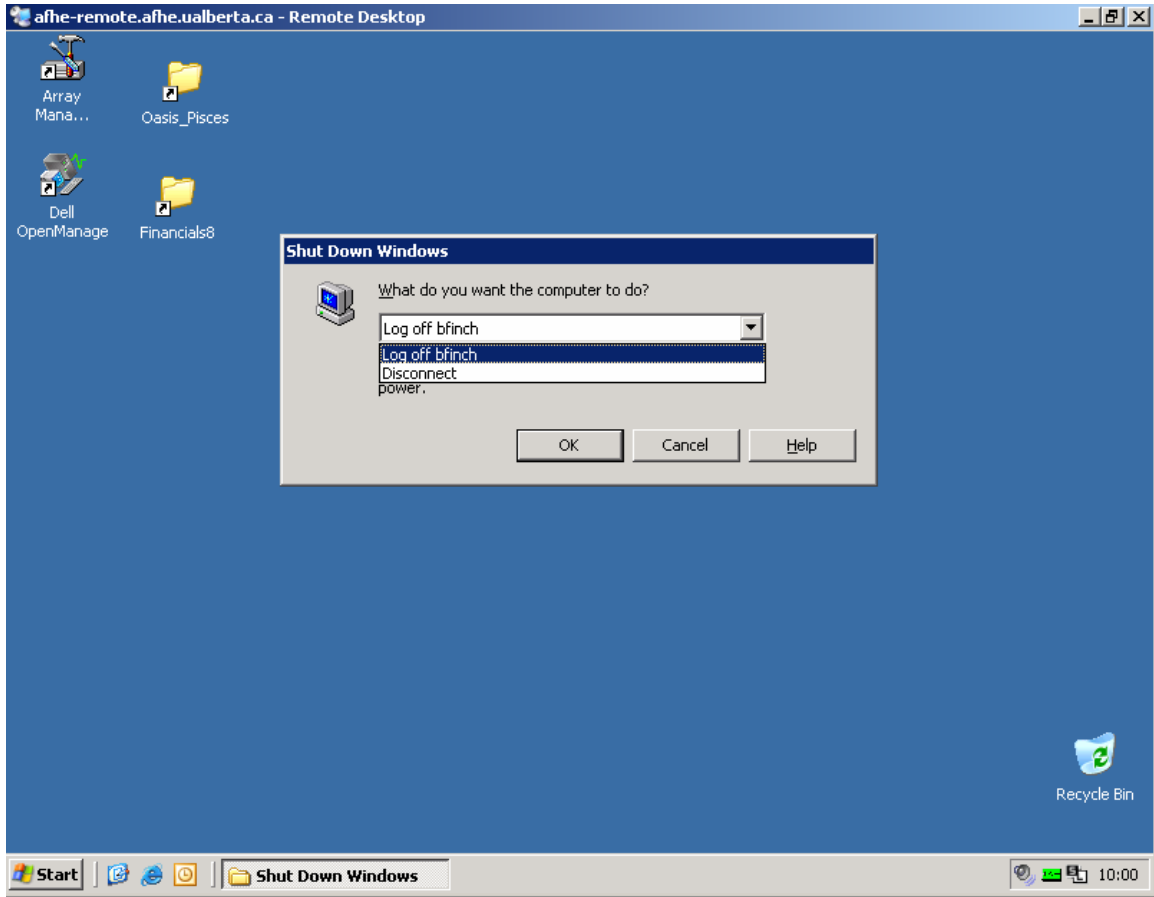 afhe-remote.afhe.ualberta.ca - Remote Desktop
Array
Mana...
Oasis_Pisces
Dell
OpenManage
Financials8
Shut Down Windows
What do you want the computer to do?
Log off bfinch
Log off bfinch
Disconnect
power.
OK
Cancel
Help
Recycle Bin
Start
Shut Down Windows
10:00